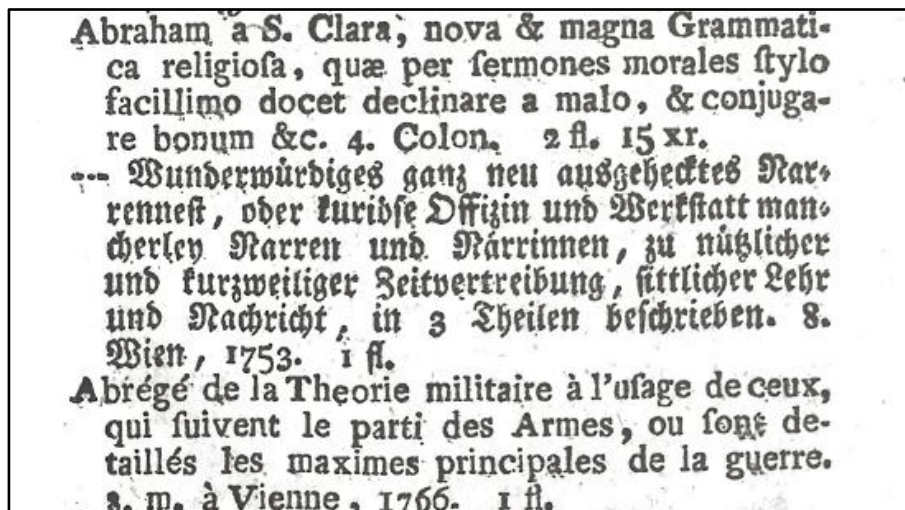 Abraham a S. Clara, nova & magna Grammati-
ca religioſa, quæ per ſermones morales ſtylo
facillimo docet declinare a malo, & conjuga-
re bonum &c. 4. Colon. 2 fl. 15 xr.
--- Wunderwürdiges ganz neu ausgehecktes Nar-
renneſt, oder kuriöſe Offizin und Werkſtatt man-
cherley Narren und Närrinnen, zu nützlicher
und kurzweiliger Zeitvertreibung, ſittlicher Lehr
und Nachricht, in 3 Theilen beſchrieben. 8.
Wien, 1753. 1 fl.
Abrégé de la Theorie militaire à l'uſage de ceux,
qui ſuivent le parti des Armes, ou ſont de-
taillés les maximes principales de la guerre.
8. m. à Vienne, 1766. 1 fl.